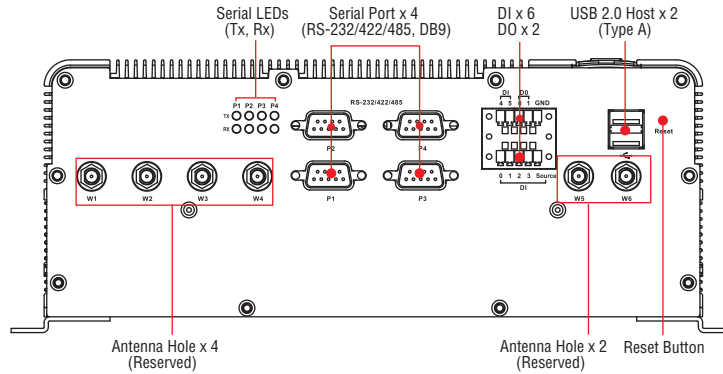 Serial LEDs
(Tx, Rx)
Serial Port x 4
(RS-232/422/485, DB9)
DI x 6
DO x 2
USB 2.0 Host x 2
(Type A)
P1 P2 P3 P4
TX
RX
RS-232/422/485
DI DO
4 5 0 1 GND
Reset
P2
P4
P1
P3
0 1 2 3 Source
DI
W1
W2
W3
W4
W5
W6
Antenna Hole x 4
(Reserved)
Antenna Hole x 2
(Reserved)
Reset Button